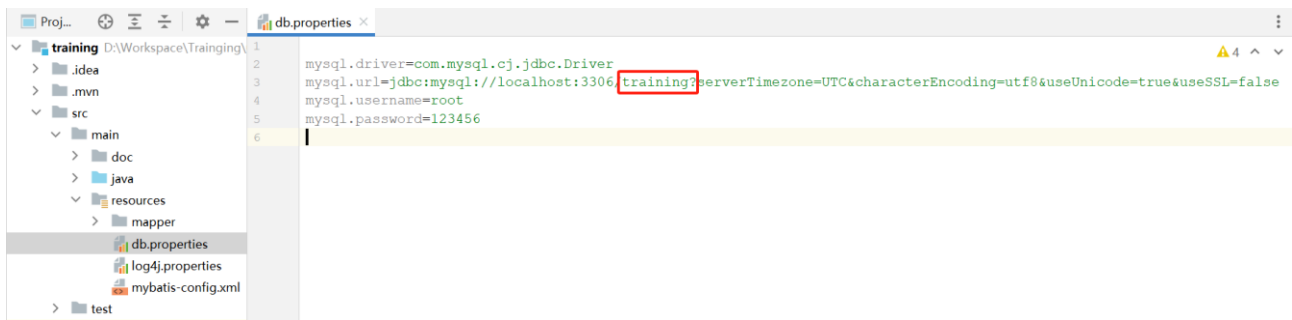 Proj...
db.properties
training D:\Workspace\Trainging\
.idea
.mvn
src
main
doc
java
resources
mapper
db.properties
log4j.properties
mybatis-config.xml
test
1
2 mysql.driver=com.mysql.cj.jdbc.Driver
3 mysql.url=jdbc:mysql://localhost:3306/training?serverTimezone=UTC&characterEncoding=utf8&useUnicode=true&useSSL=false
4 mysql.username=root
5 mysql.password=123456
6
4